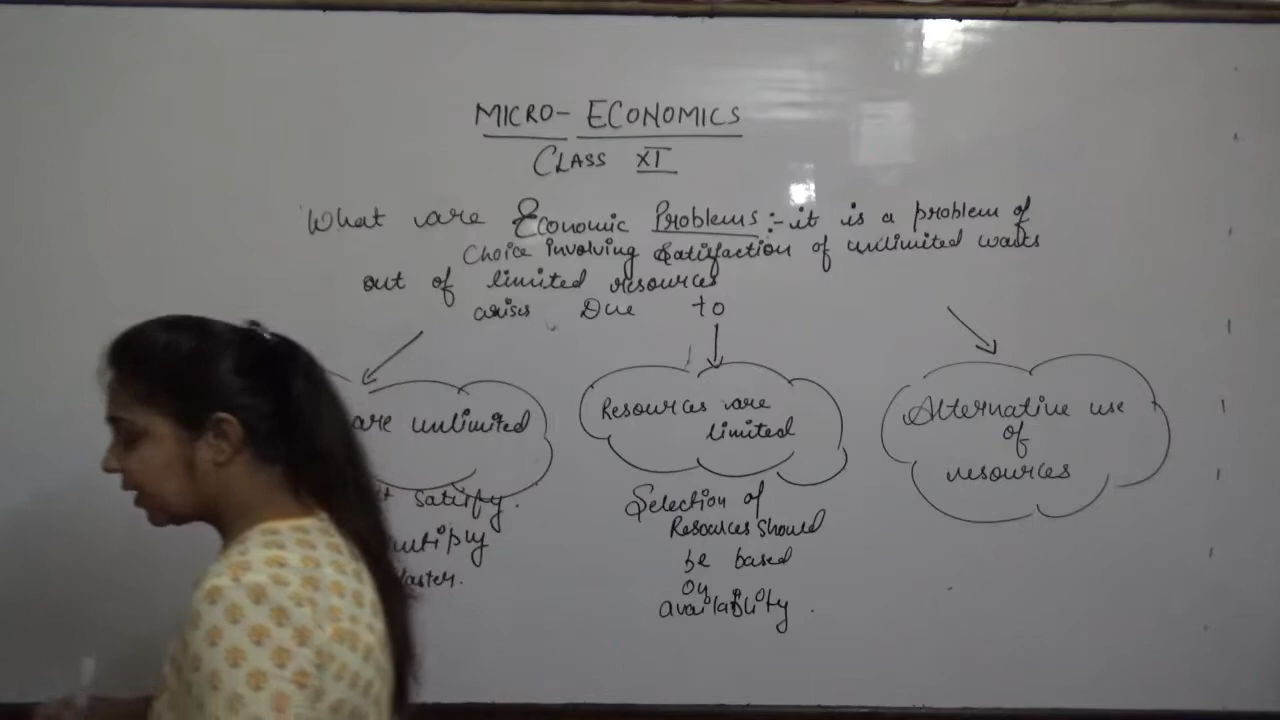 MICRO- ECONOMICS
CLASS XI
What are Economic Problems:- it is a problem of
Choice involving Satisfaction of unlimited wants
out of limited resources
arises Due to
are unlimited
Resources are
limited
Alternative use
of
resources
satisfy.
faster.
Selection of
Resources should
be based
on
availability.